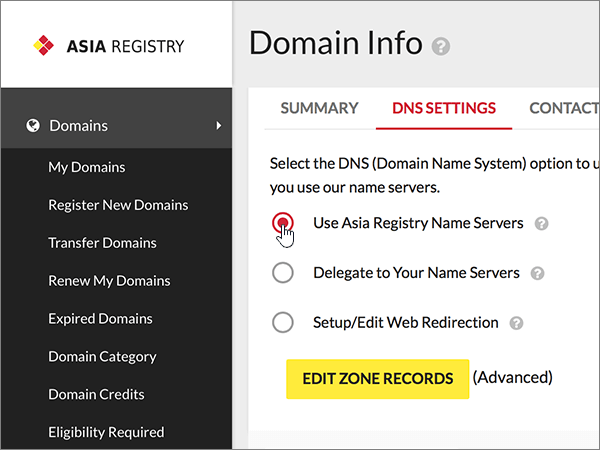 ASIA REGISTRY
Domain Info ?
Domains
My Domains
Register New Domains
Transfer Domains
Renew My Domains
Expired Domains
Domain Category
Domain Credits
Eligibility Required
SUMMARY DNS SETTINGS CONTACT
Select the DNS (Domain Name System) option to u
you use our name servers.
Use Asia Registry Name Servers ?
Delegate to Your Name Servers ?
Setup/Edit Web Redirection ?
EDIT ZONE RECORDS (Advanced)